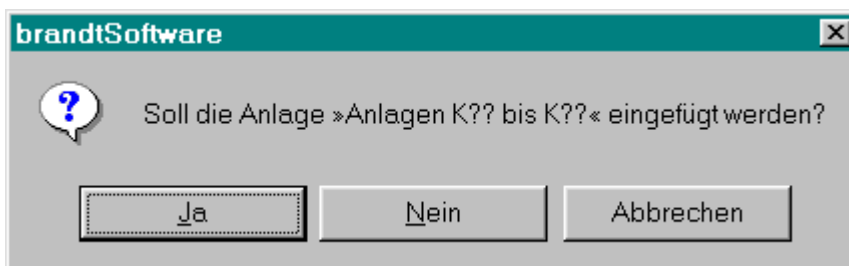 brandtSoftware
Soll die Anlage »Anlagen K?? bis K??« eingefügt werden?
Ja
Nein
Abbrechen